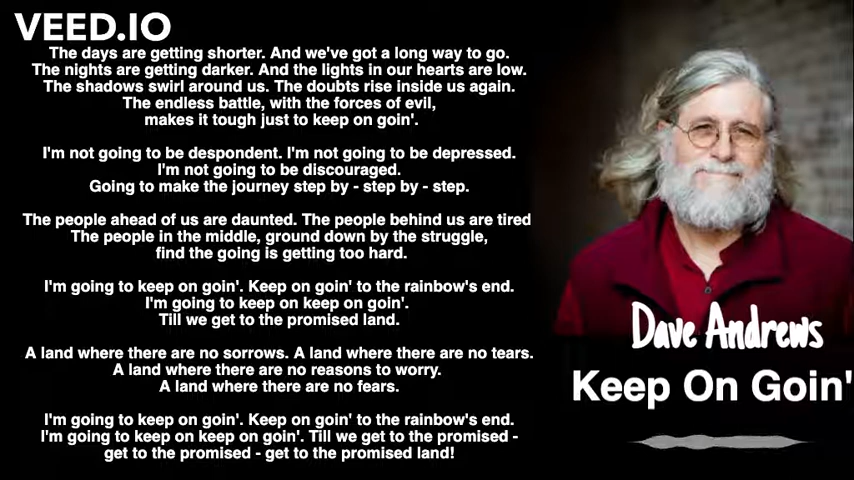 VEED.IO
The days are getting shorter. And we've got a long way to go.
The nights are getting darker. And the lights in our hearts are low.
The shadows swirl around us. The doubts rise inside us again.
The endless battle, with the forces of evil,
makes it tough just to keep on goin'.
I'm not going to be despondent. I'm not going to be depressed.
I'm not going to be discouraged.
Going to make the journey step by - step by - step.
The people ahead of us are daunted. The people behind us are tired
The people in the middle, ground down by the struggle,
find the going is getting too hard.
I'm going to keep on goin'. Keep on goin' to the rainbow's end.
I'm going to keep on keep on goin'.
Till we get to the promised land.
A land where there are no sorrows. A land where there are no tears.
A land where there are no reasons to worry.
A land where there are no fears.
I'm going to keep on goin'. Keep on goin' to the rainbow's end.
I'm going to keep on keep on goin'. Till we get to the promised -
get to the promised - get to the promised land!
Dave Andrews
Keep On Goin'